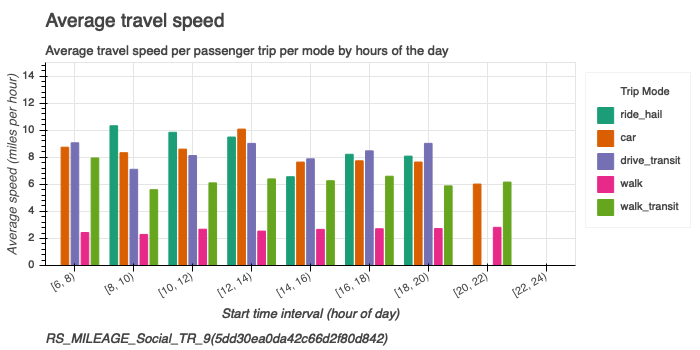 Average travel speed
Average travel speed per passenger trip per mode by hours of the day
Average speed (miles per hour)
14
12
10
8
6
4
2
0
[6, 8)
[8, 10)
[10, 12)
[12, 14)
[14, 16)
[16, 18)
[18, 20)
[20, 22)
[22, 24)
Start time interval (hour of day)
Trip Mode
ride_hail
car
drive_transit
walk
walk_transit
RS_MILEAGE_Social_TR_9(5dd30ea0da42c66d2f80d842)